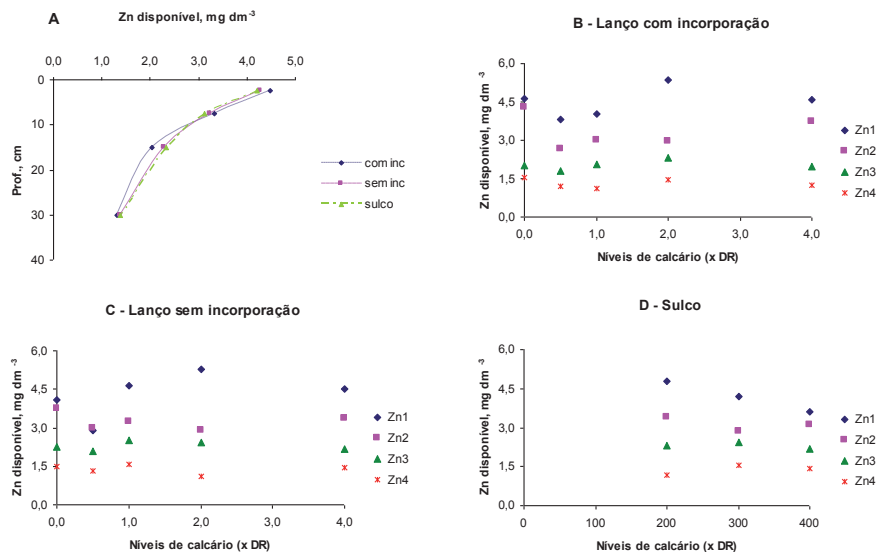 A
Zn disponível, mg dm⁻³
0,0 1,0 2,0 3,0 4,0 5,0
0
10
20
30
40
Prof., cm
com inc
sem inc
sulco
B - Lanço com incorporação
Zn disponível, mg dm⁻³
6,0
4,5
3,0
1,5
0,0
0,0 1,0 2,0 3,0 4,0
Níveis de calcário (x DR)
Zn1
Zn2
Zn3
Zn4
C - Lanço sem incorporação
Zn disponível, mg dm⁻³
6,0
4,5
3,0
1,5
0,0
0,0 1,0 2,0 3,0 4,0
Níveis de calcário (x DR)
Zn1
Zn2
Zn3
Zn4
D - Sulco
Zn disponível, mg dm⁻³
6,0
4,5
3,0
1,5
0,0
0 100 200 300 400
Níveis de calcário (x DR)
Zn1
Zn2
Zn3
Zn4